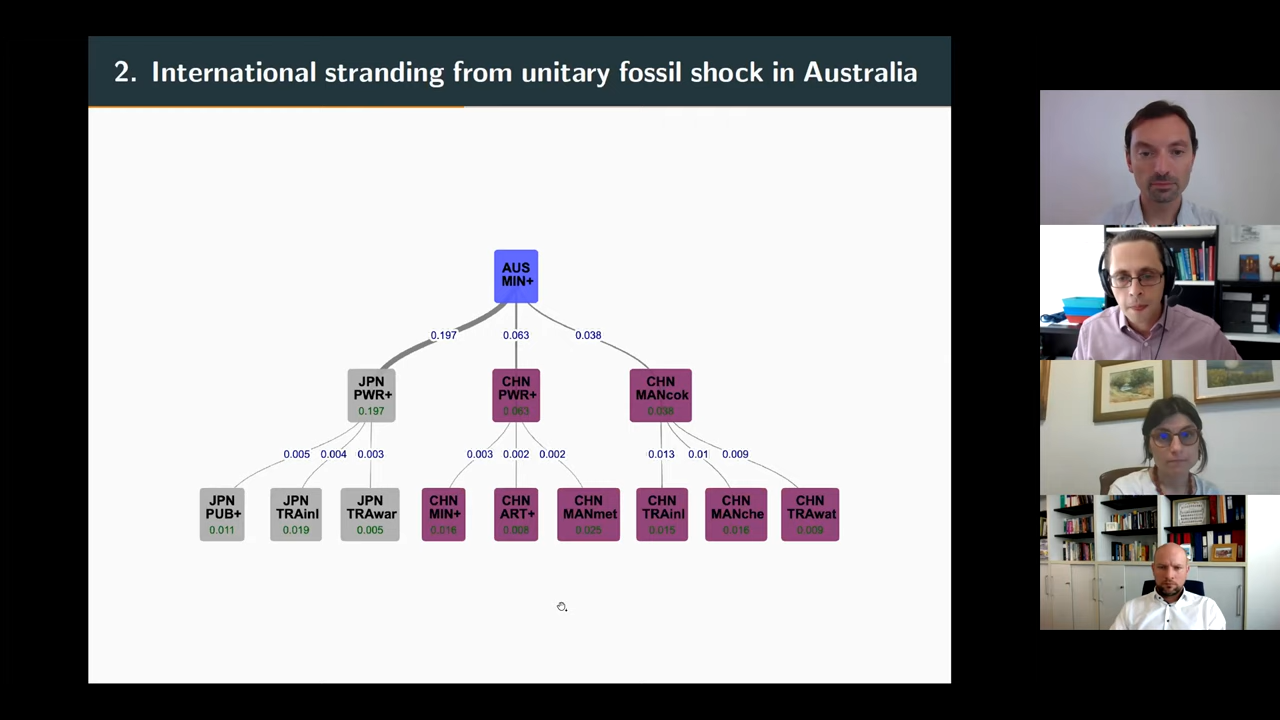 2. International stranding from unitary fossil shock in Australia
AUS
MIN+
0.197 0.063 0.038
JPN
PWR+
0.197
CHN
PWR+
0.063
CHN
MANcok
0.038
0.005 0.004 0.003 0.003 0.002 0.002 0.013 0.01 0.009
JPN
PUB+
0.011
JPN
TRAinl
0.019
JPN
TRAwar
0.005
CHN
MIN+
0.016
CHN
ART+
0.008
CHN
MANmet
0.025
CHN
TRAinl
0.015
CHN
MANche
0.016
CHN
TRAwat
0.009